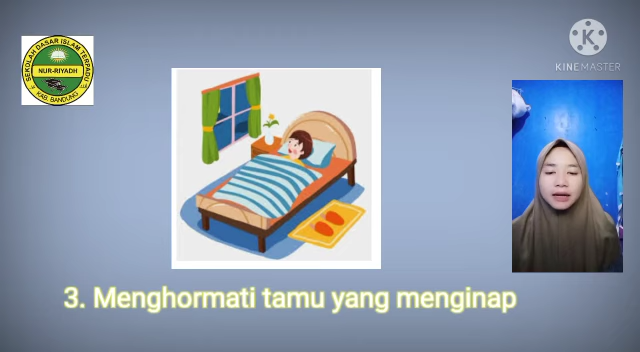 SEKOLAH DASAR ISLAM TERPADU
NUR-RIYADH
KAB. BANDUNG
KINEMASTER
3. Menghormati tamu yang menginap